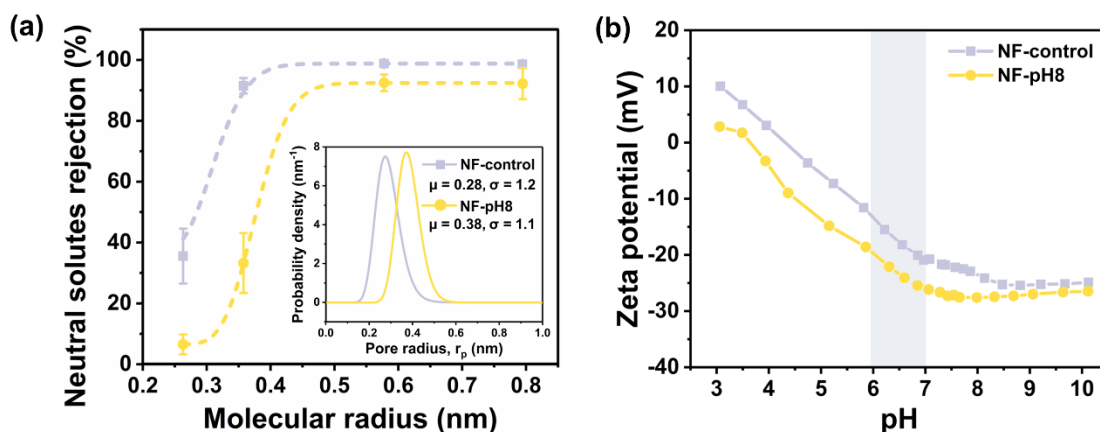 (a)
Neutral solutes rejection (%)
100
80
60
40
20
0
0.2 0.3 0.4 0.5 0.6 0.7 0.8
Molecular radius (nm)
Probability density (nm⁻¹)
8
6
4
2
0
0.0 0.2 0.4 0.6 0.8 1.0
Pore radius, rₚ (nm)
NF-control
μ = 0.28, σ = 1.2
NF-pH8
μ = 0.38, σ = 1.1
(b)
Zeta potential (mV)
20
10
0
-10
-20
-30
-40
3 4 5 6 7 8 9 10
pH
NF-control
NF-pH8